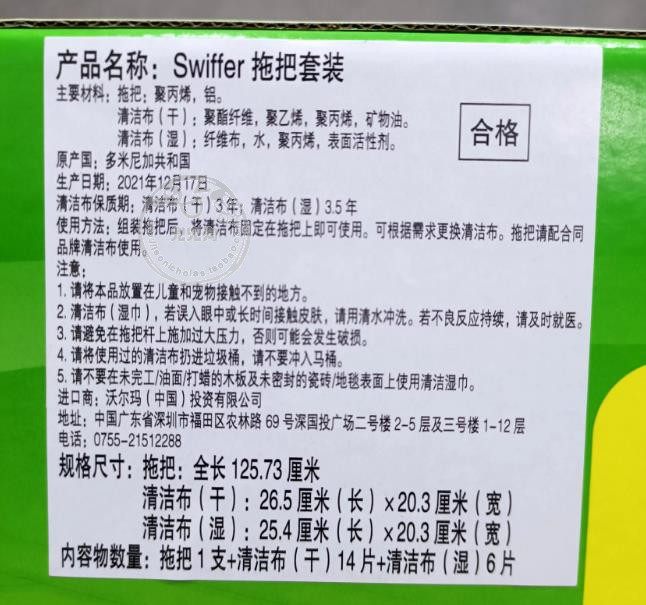 产品名称：Swiffer 拖把套装
主要材料：拖把：聚丙烯，铝。
清洁布（干）：聚酯纤维，聚乙烯，聚丙烯，矿物油。
清洁布（湿）：纤维布，水，聚丙烯，表面活性剂。
合格
原产国：多米尼加共和国
生产日期：2021年12月17日
清洁布保质期：清洁布（干）3年；清洁布（湿）3.5年
使用方法：组装拖把后，将清洁布固定在拖把上即可使用。可根据需求更换清洁布。拖把请配合同
品牌清洁布使用。
注意：
1. 请将本品放置在儿童和宠物接触不到的地方。
2. 清洁布（湿巾），若误入眼中或长时间接触皮肤，请用清水冲洗。若不良反应持续，请及时就医。
3. 请避免在拖把杆上施加过大压力，否则可能会发生破损。
4. 请将使用过的清洁布扔进垃圾桶，请不要冲入马桶。
5. 请不要在未完工/油面/打蜡的木板及未密封的瓷砖/地毯表面上使用清洁湿巾。
进口商：沃尔玛（中国）投资有限公司
地址：中国广东省深圳市福田区农林路 69 号深国投广场二号楼 2-5 层及三号楼 1-12 层
电话：0755-21512288
规格尺寸：拖把：全长 125.73 厘米
清洁布（干）：26.5 厘米（长）×20.3 厘米（宽）
清洁布（湿）：25.4 厘米（长）×20.3 厘米（宽）
内容物数量：拖把 1 支+清洁布（干）14 片+清洁布（湿）6 片